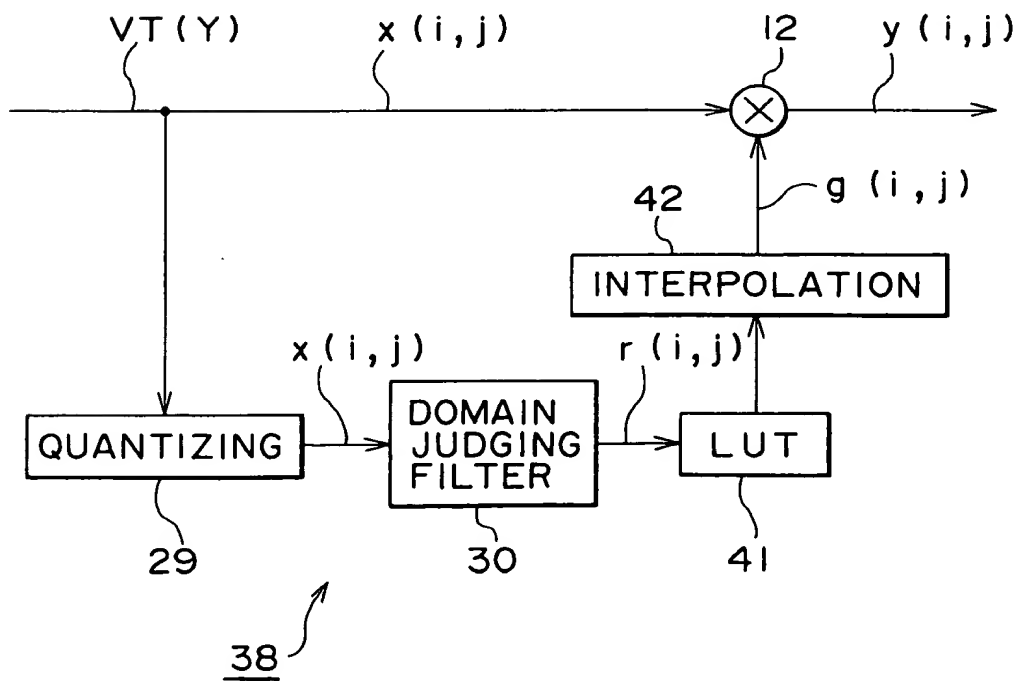 VT(Y)
x(i,j)
12
y(i,j)
g(i,j)
42
INTERPOLATION
x(i,j)
r(i,j)
QUANTIZING
DOMAIN
JUDGING
FILTER
LUT
29
30
41
38